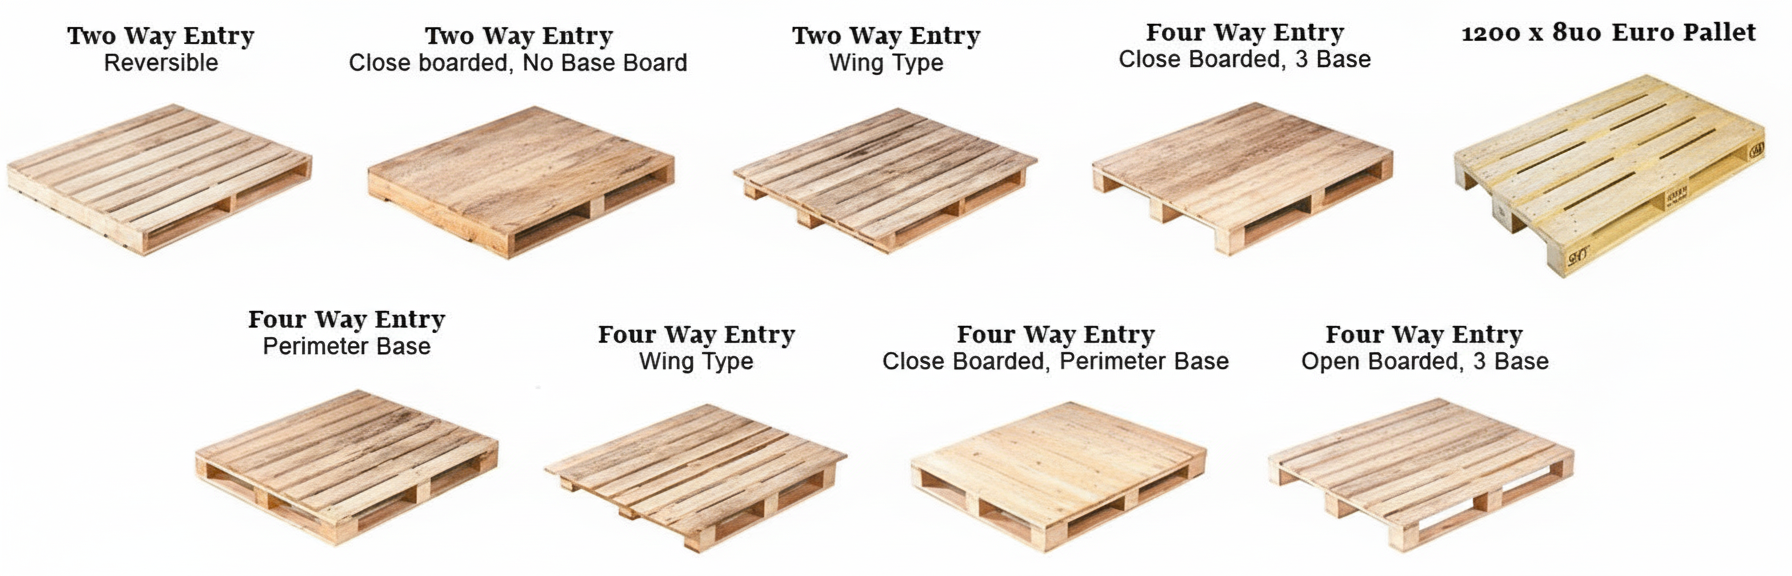 Two Way Entry
Reversible
Two Way Entry
Close boarded, No Base Board
Two Way Entry
Wing Type
Four Way Entry
Close Boarded, 3 Base
1200 x 8u0 Euro Pallet
Four Way Entry
Perimeter Base
Four Way Entry
Wing Type
Four Way Entry
Close Boarded, Perimeter Base
Four Way Entry
Open Boarded, 3 Base